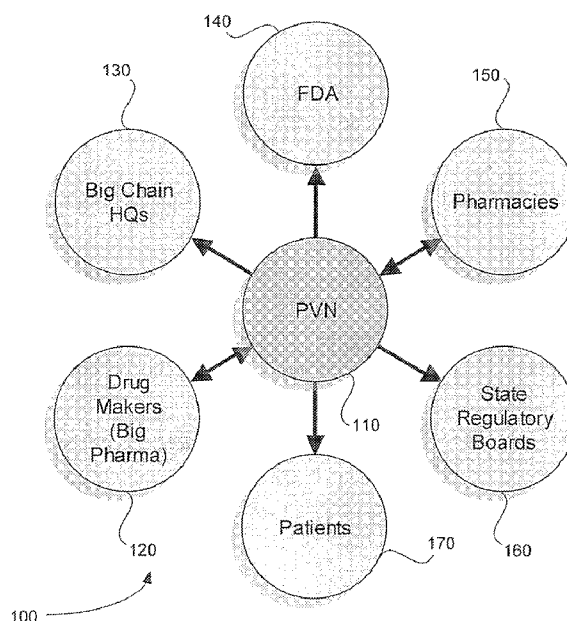 140
FDA
130
Big Chain
HQs
150
Pharmacies
PVN
110
Drug
Makers
(Big
Pharma)
120
State
Regulatory
Boards
160
Patients
170
100